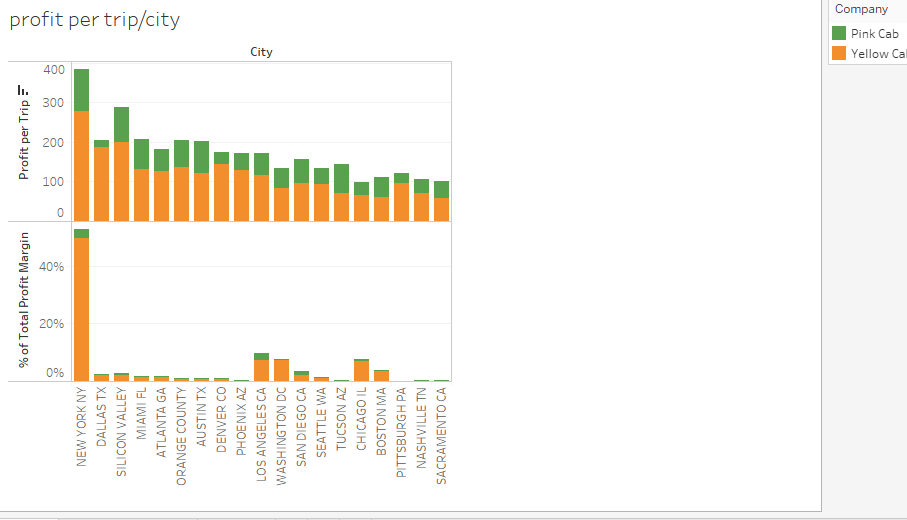 profit per trip/city
Company
Pink Cab
Yellow Ca
City
Profit per Trip
400
300
200
100
0
% of Total Profit Margin
40%
20%
0%
NEW YORK NY
DALLAS TX
SILICON VALLEY
MIAMI FL
ATLANTA GA
ORANGE COUNTY
AUSTIN TX
DENVER CO
PHOENIX AZ
LOS ANGELES CA
WASHINGTON DC
SAN DIEGO CA
SEATTLE WA
TUCSON AZ
CHICAGO IL
BOSTON MA
PITTSBURGH PA
NASHVILLE TN
SACRAMENTO CA